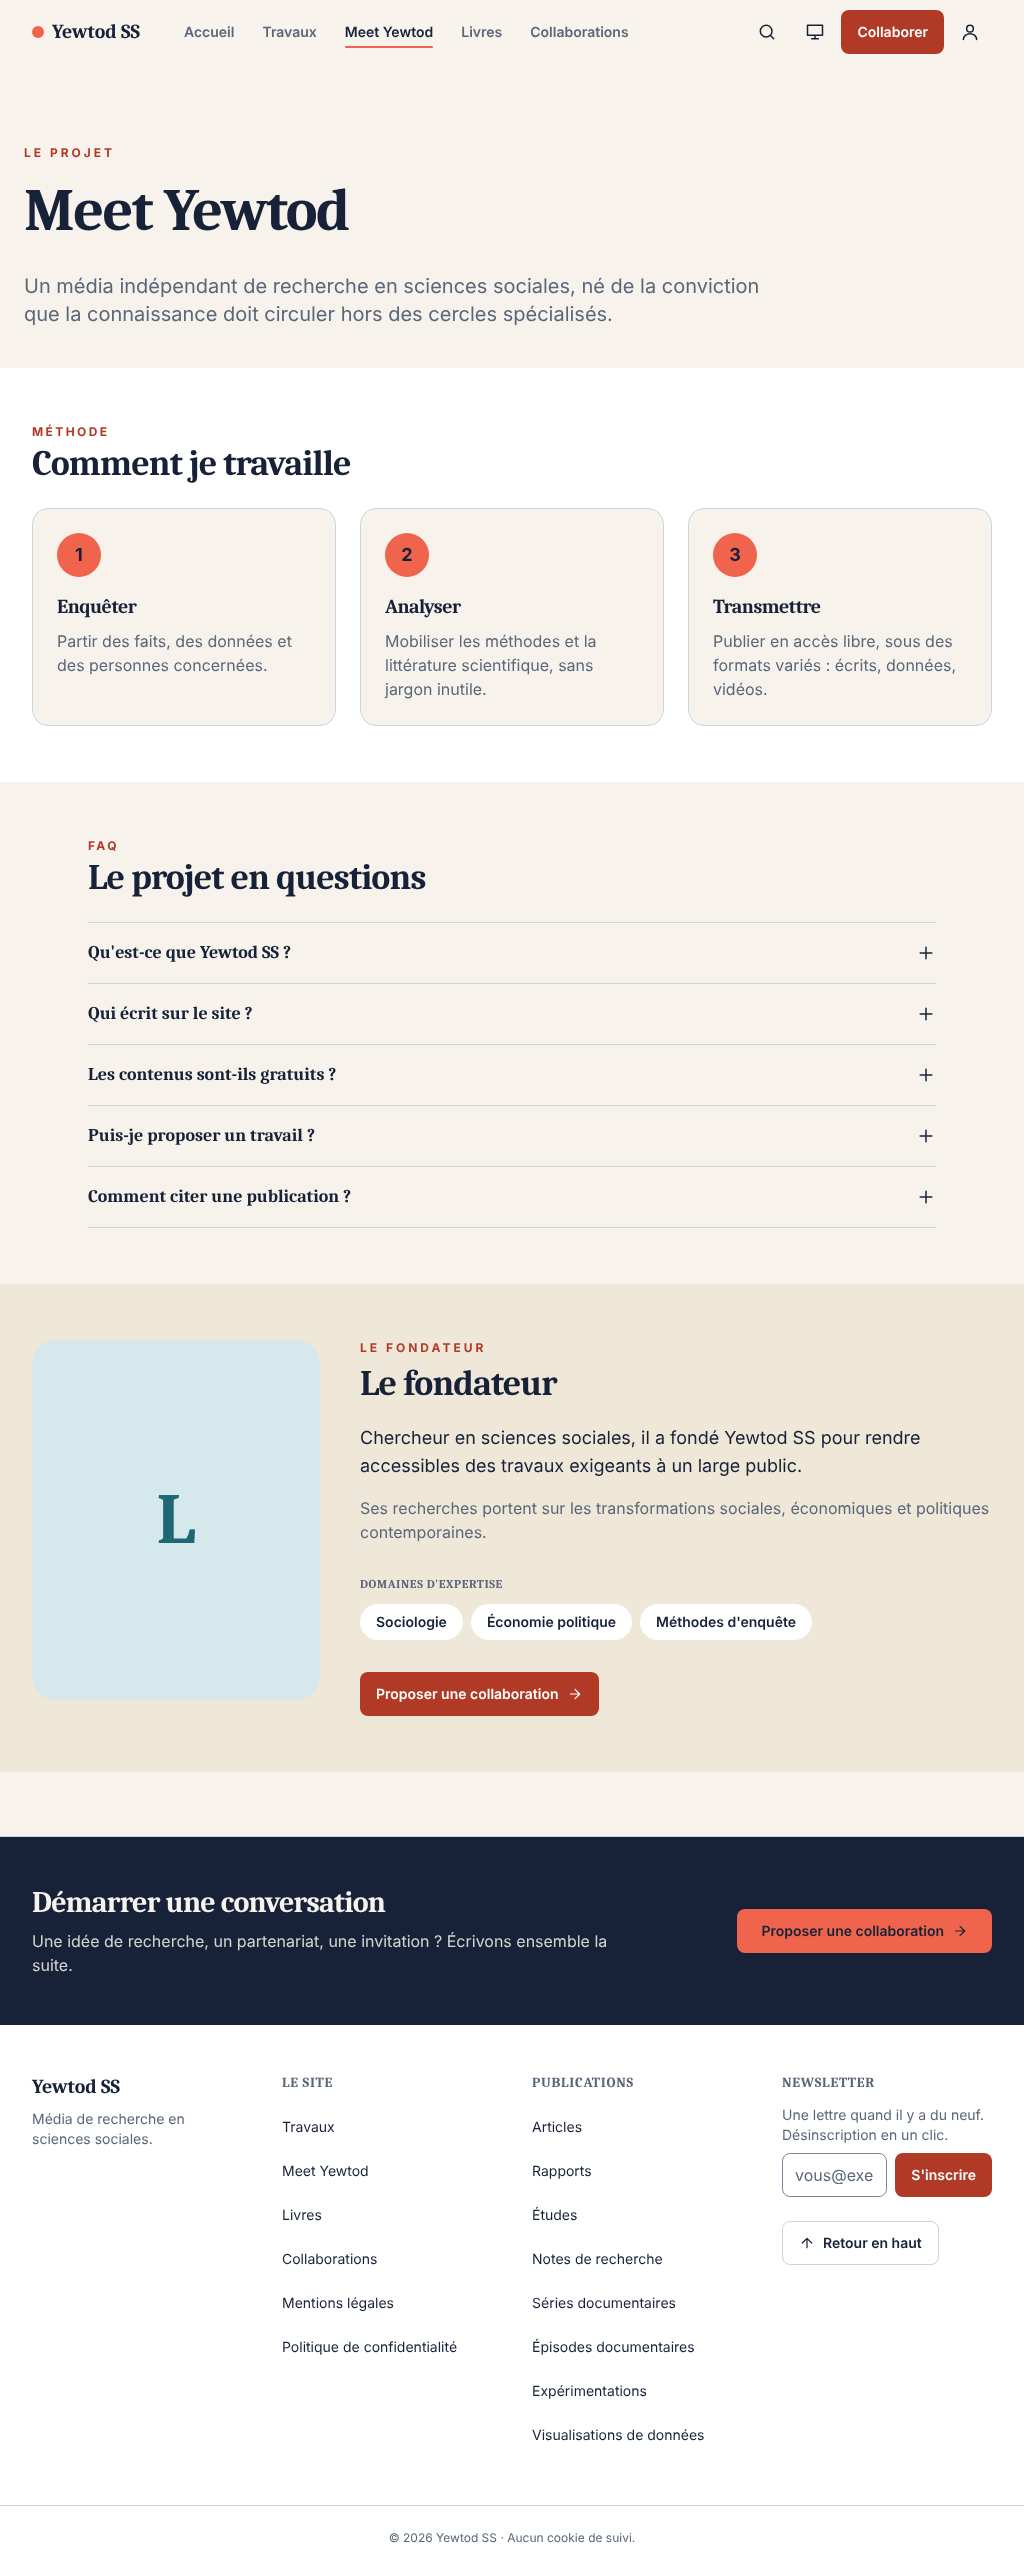 Yewtod SS
Accueil
Travaux
Meet Yewtod
Livres
Collaborations
Collaborer
LE PROJET
Meet Yewtod
Un média indépendant de recherche en sciences sociales, né de la conviction
que la connaissance doit circuler hors des cercles spécialisés.
MÉTHODE
Comment je travaille
1
Enquêter
Partir des faits, des données et
des personnes concernées.
2
Analyser
Mobiliser les méthodes et la
littérature scientifique, sans
jargon inutile.
3
Transmettre
Publier en accès libre, sous des
formats variés : écrits, données,
vidéos.
FAQ
Le projet en questions
Qu'est-ce que Yewtod SS ?
Qui écrit sur le site ?
Les contenus sont-ils gratuits ?
Puis-je proposer un travail ?
Comment citer une publication ?
L
LE FONDATEUR
Le fondateur
Chercheur en sciences sociales, il a fondé Yewtod SS pour rendre
accessibles des travaux exigeants à un large public.
Ses recherches portent sur les transformations sociales, économiques et politiques
contemporaines.
DOMAINES D'EXPERTISE
Sociologie
Économie politique
Méthodes d'enquête
Proposer une collaboration
Démarrer une conversation
Une idée de recherche, un partenariat, une invitation ? Écrivons ensemble la
suite.
Proposer une collaboration
Yewtod SS
Média de recherche en
sciences sociales.
LE SITE
Travaux
Meet Yewtod
Livres
Collaborations
Mentions légales
Politique de confidentialité
PUBLICATIONS
Articles
Rapports
Études
Notes de recherche
Séries documentaires
Épisodes documentaires
Expérimentations
Visualisations de données
NEWSLETTER
Une lettre quand il y a du neuf.
Désinscription en un clic.
vous@exe
S'inscrire
Retour en haut
© 2026 Yewtod SS · Aucun cookie de suivi.